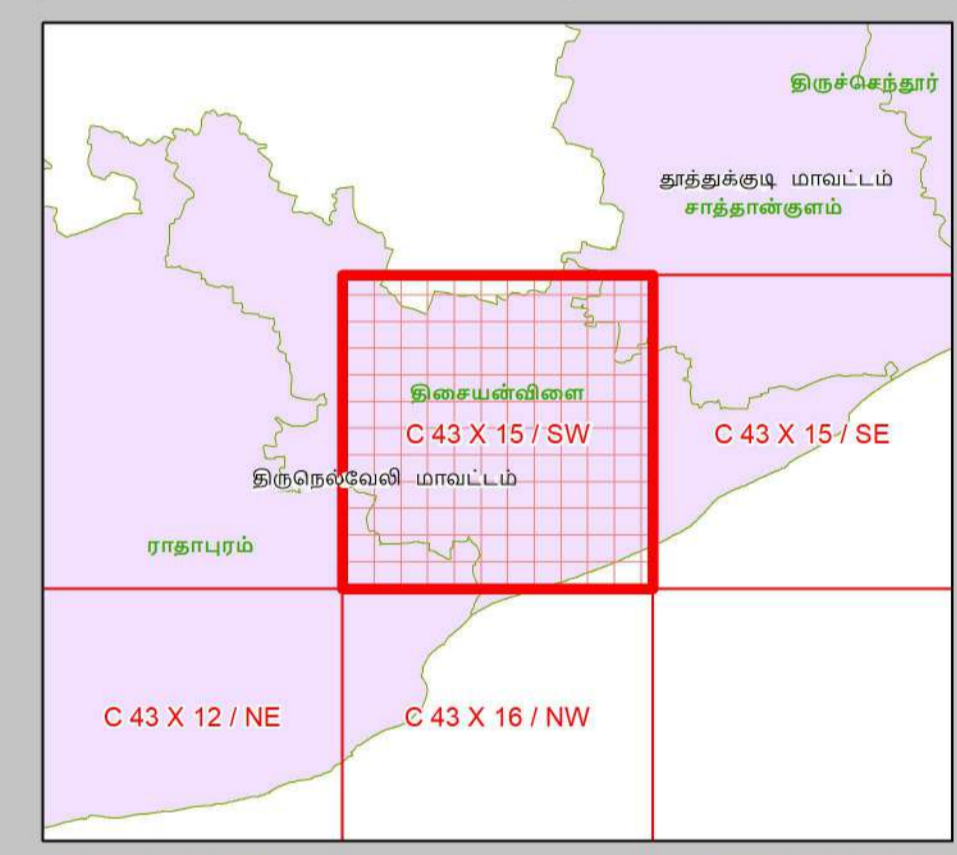 திருச்செந்தூர்
தூத்துக்குடி மாவட்டம்
சாத்தான்குளம்
திசையன்விளை
C 43 X 15 / SW
C 43 X 15 / SE
திருநெல்வேலி மாவட்டம்
ராதாபுரம்
C 43 X 12 / NE
C 43 X 16 / NW